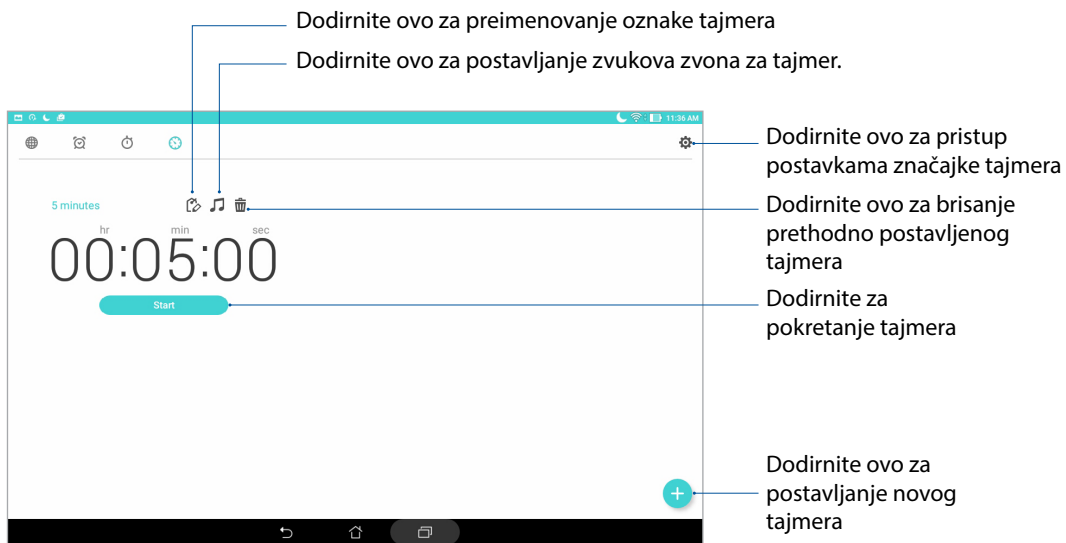 Dodirnite ovo za preimenovanje oznake tajmera
Dodirnite ovo za postavljanje zvukova zvona za tajmer.
11:36 AM
Dodirnite ovo za pristup
postavkama značajke tajmera
5 minutes
Dodirnite ovo za brisanje
prethodno postavljenog
tajmera
hr min sec
00:05:00
Start
Dodirnite za
pokretanje tajmera
Dodirnite ovo za
postavljanje novog
tajmera